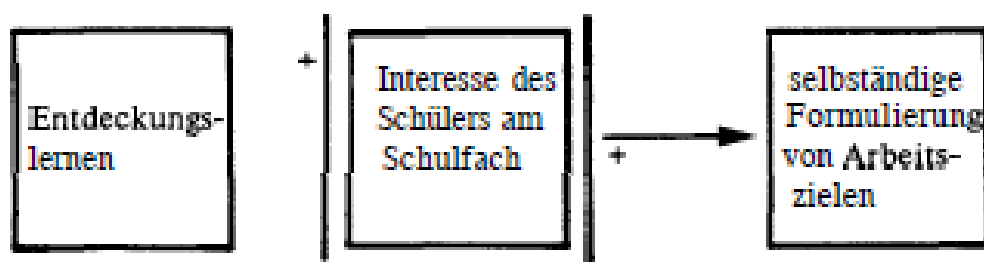 Entdeckungs-
lernen
+
Interesse des
Schülers am
Schulfach
+
selbständige
Formulierung
von Arbeits-
zielen